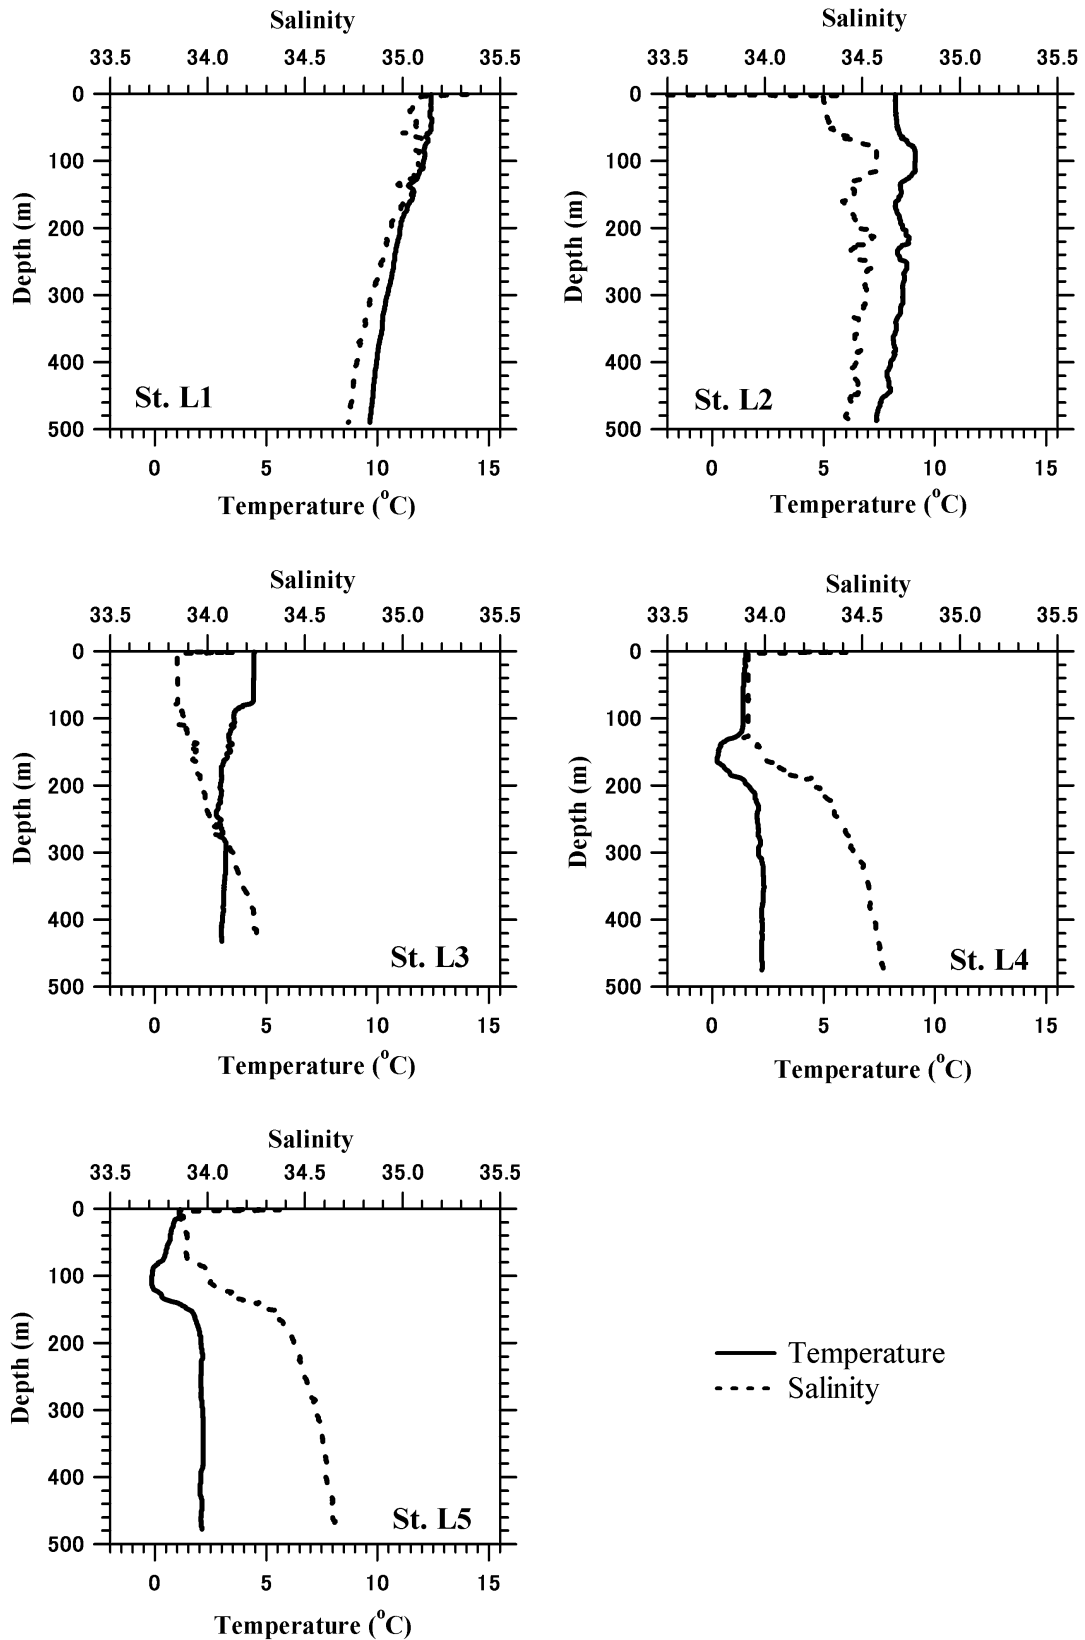 Salinity
33.5 34.0 34.5 35.0 35.5
0
100
200
300
400
500
Depth (m)
St. L1
0 5 10 15
Temperature (°C)
Salinity
33.5 34.0 34.5 35.0 35.5
0
100
200
300
400
500
Depth (m)
St. L2
0 5 10 15
Temperature (°C)
Salinity
33.5 34.0 34.5 35.0 35.5
0
100
200
300
400
500
Depth (m)
St. L3
0 5 10 15
Temperature (°C)
Salinity
33.5 34.0 34.5 35.0 35.5
0
100
200
300
400
500
Depth (m)
St. L4
0 5 10 15
Temperature (°C)
Salinity
33.5 34.0 34.5 35.0 35.5
0
100
200
300
400
500
Depth (m)
St. L5
0 5 10 15
Temperature (°C)
Temperature
Salinity